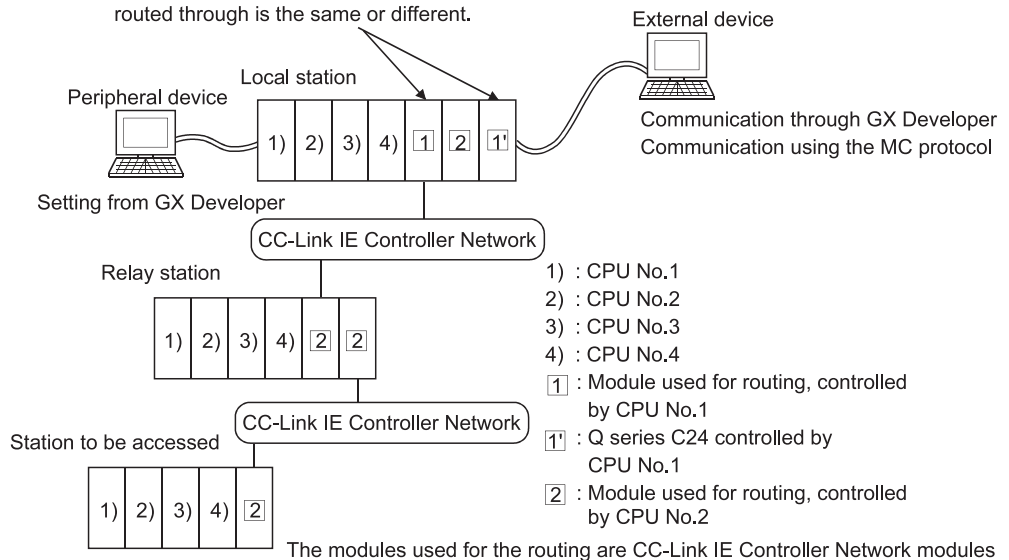 routed through is the same or different.
External device
Local station
Peripheral device
1) 2) 3) 4) 1 2 1'
Communication through GX Developer
Communication using the MC protocol
Setting from GX Developer
CC-Link IE Controller Network
Relay station
1) 2) 3) 4) 2 2
1) : CPU No.1
2) : CPU No.2
3) : CPU No.3
4) : CPU No.4
1 : Module used for routing, controlled
by CPU No.1
1' : Q series C24 controlled by
CPU No.1
2 : Module used for routing, controlled
by CPU No.2
CC-Link IE Controller Network
Station to be accessed
1) 2) 3) 4) 2
The modules used for the routing are CC-Link IE Controller Network modules